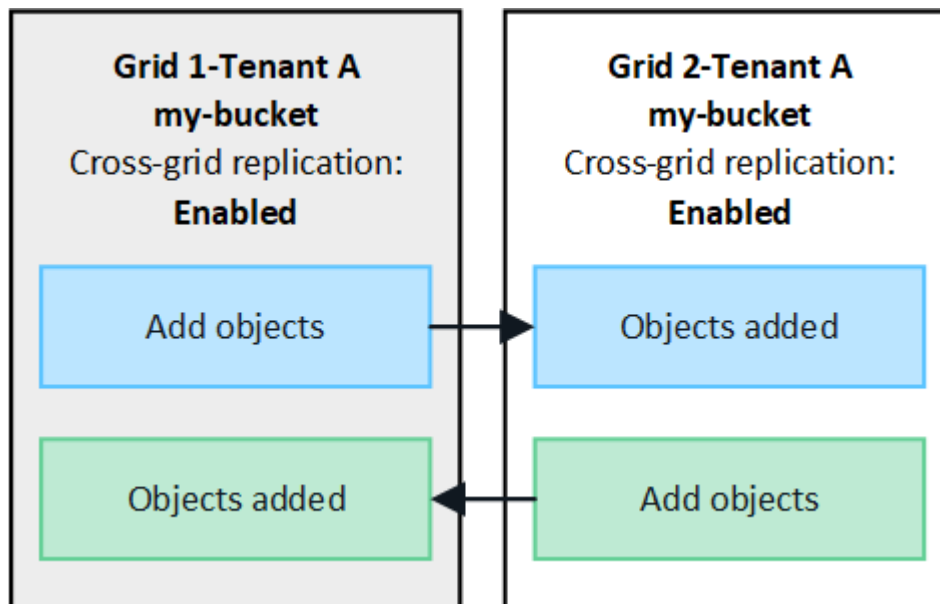 Grid 1-Tenant A
my-bucket
Cross-grid replication:
Enabled
Add objects
Objects added
Grid 2-Tenant A
my-bucket
Cross-grid replication:
Enabled
Objects added
Add objects